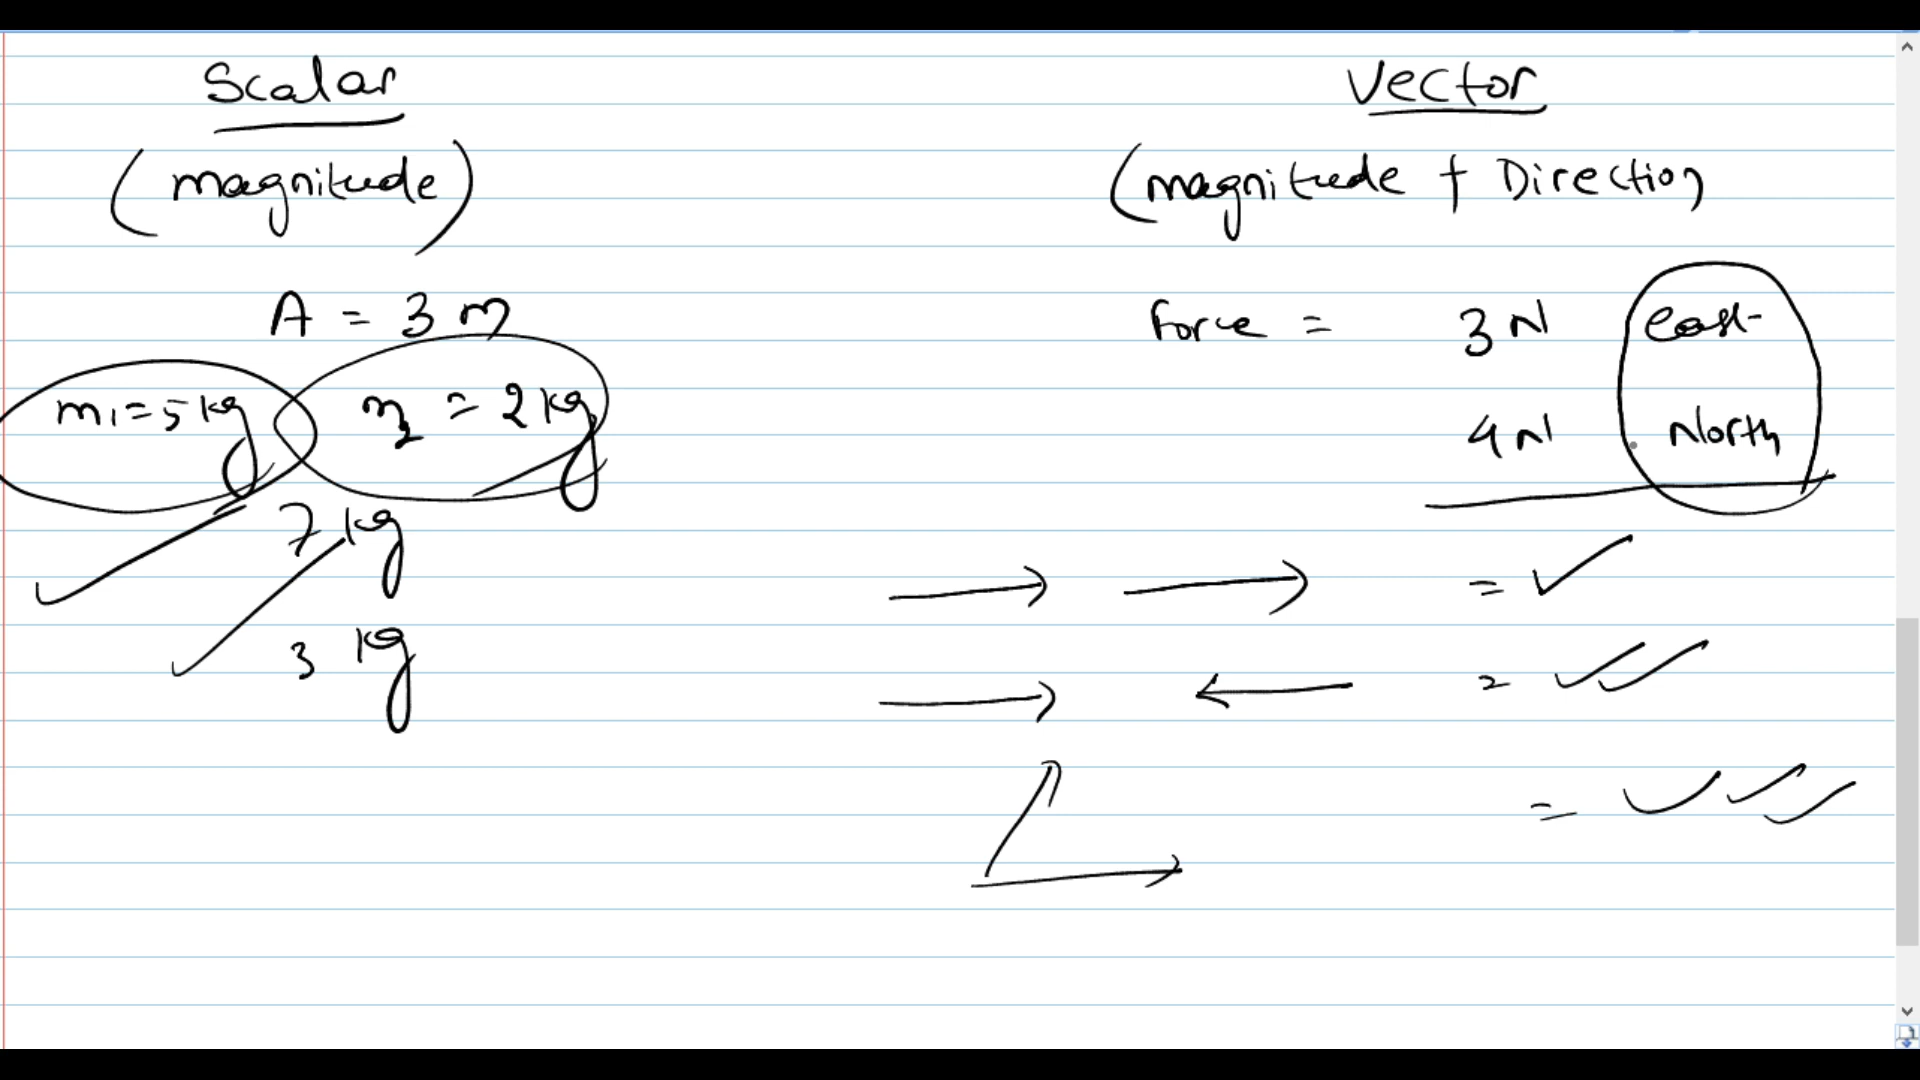 Scalar
(magnitude)
A = 3 m
m1 = 5 kg
m2 = 2 kg
7 kg
3 kg
Vector
(magnitude + Direction
Force = 3 N east
4 N North
=
=
=